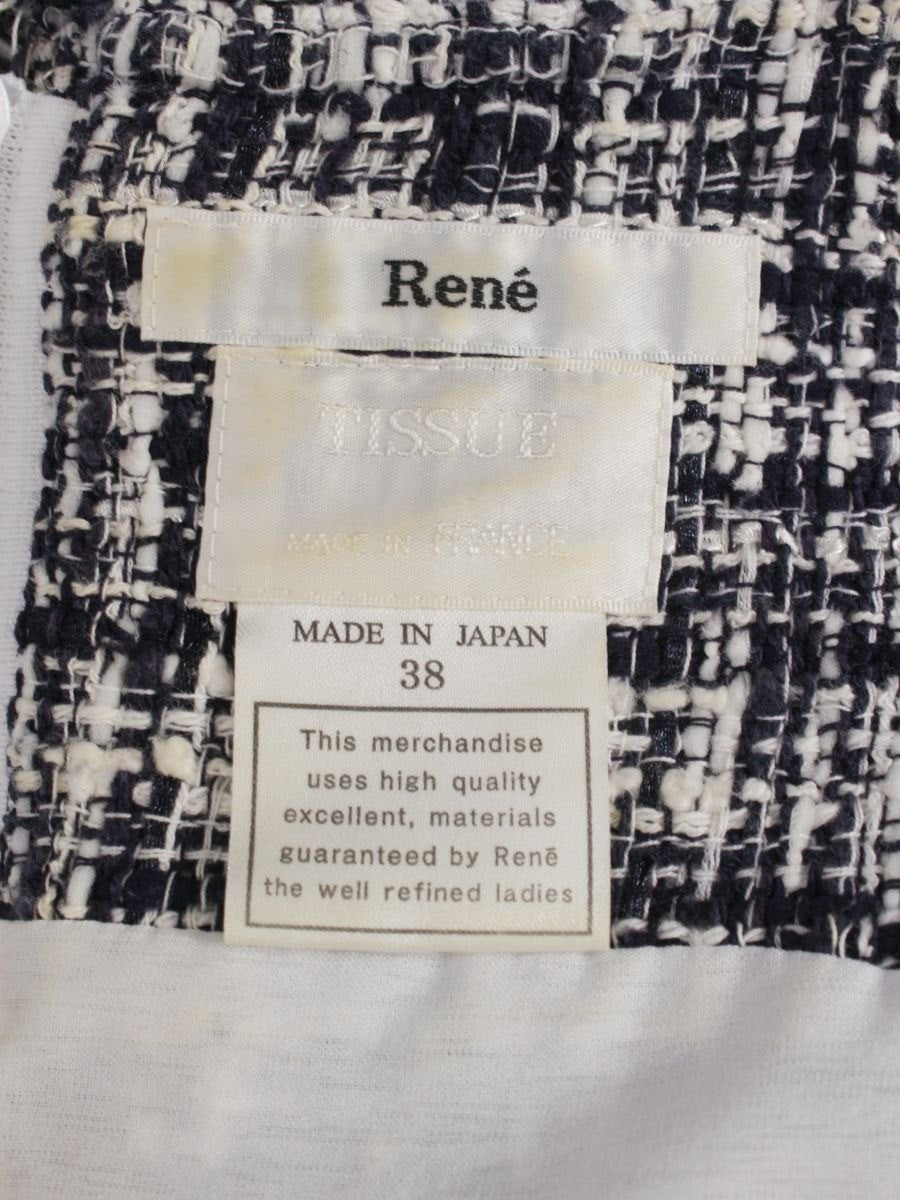 René
TISSUE
MADE IN FRANCE
MADE IN JAPAN
38
This merchandise
uses high quality
excellent, materials
guaranteed by Renē
the well refined ladies